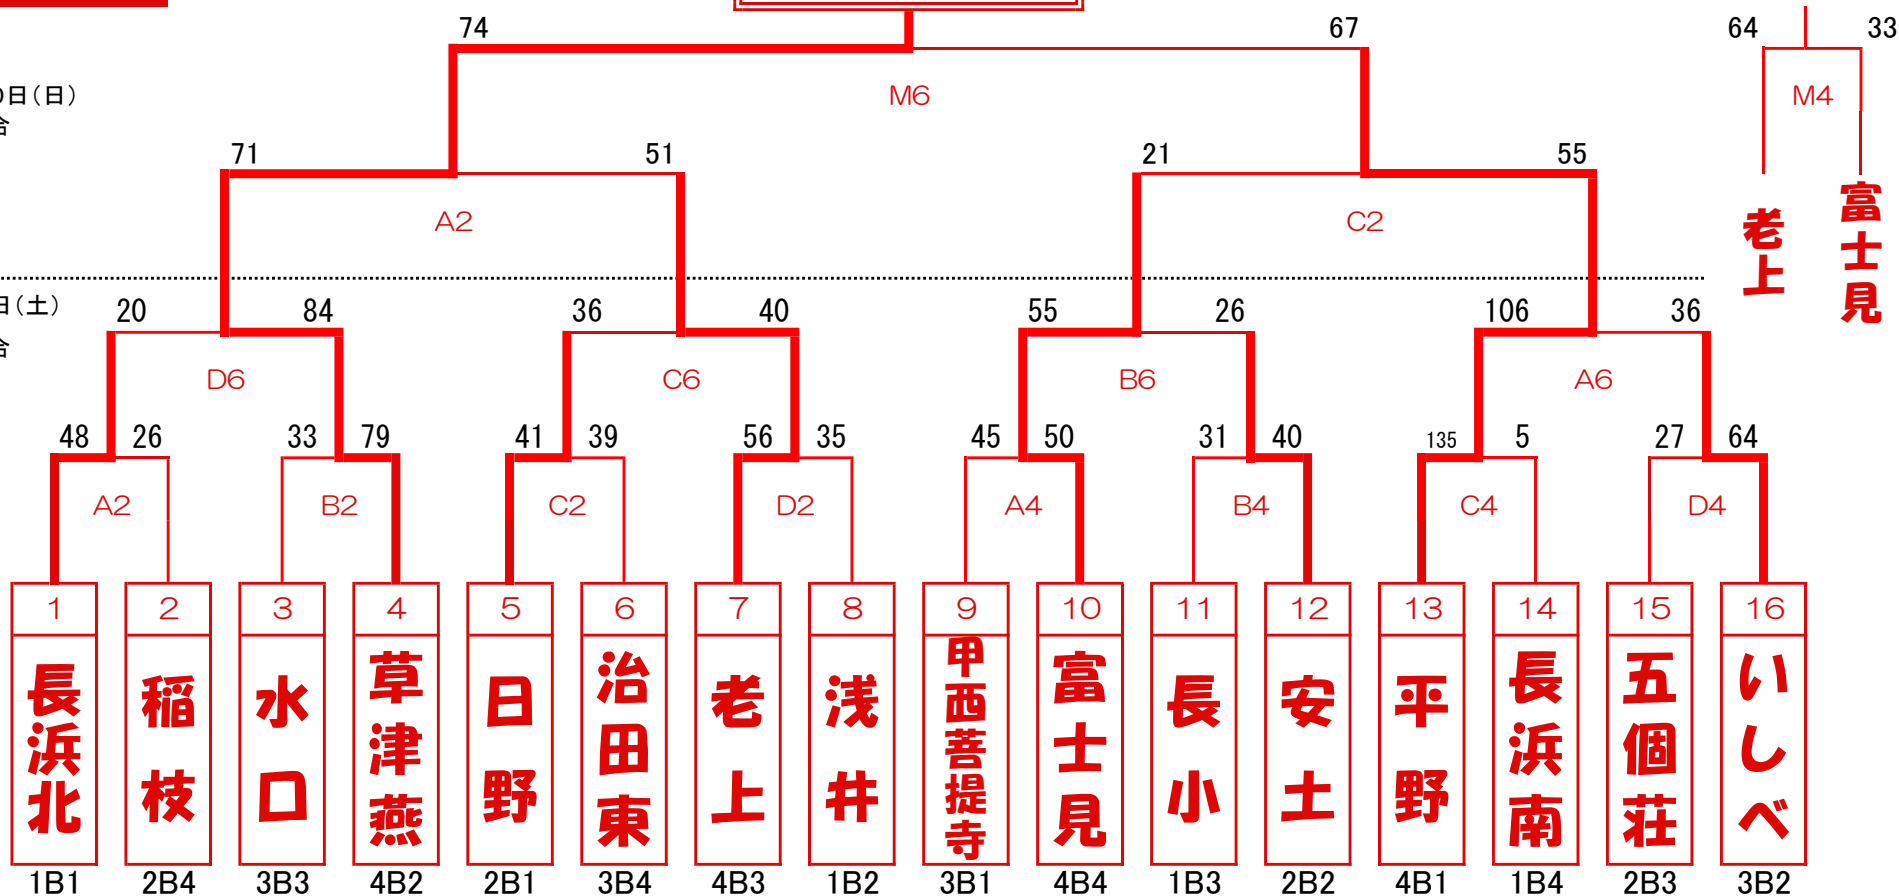 74 67 64 33
日(日)
M6 M4
合
71 51 21 55
A2 C2
老上 富士見
(土)
20 84 36 40 55 26 106 36
合
D6 C6 B6 A6
48 26 33 79 41 39 56 35 45 50 31 40 135 5 27 64
A2 B2 C2 D2 A4 B4 C4 D4
1 2 3 4 5 6 7 8 9 10 11 12 13 14 15 16
長浜北
稲枝
水口
草津燕
日野
治田東
老上
浅井
甲西菩提寺
富士見
長小
安土
平野
長浜南
五個荘
いしべ
1B1 2B4 3B3 4B2 2B1 3B4 4B3 1B2 3B1 4B4 1B3 2B2 4B1 1B4 2B3 3B2